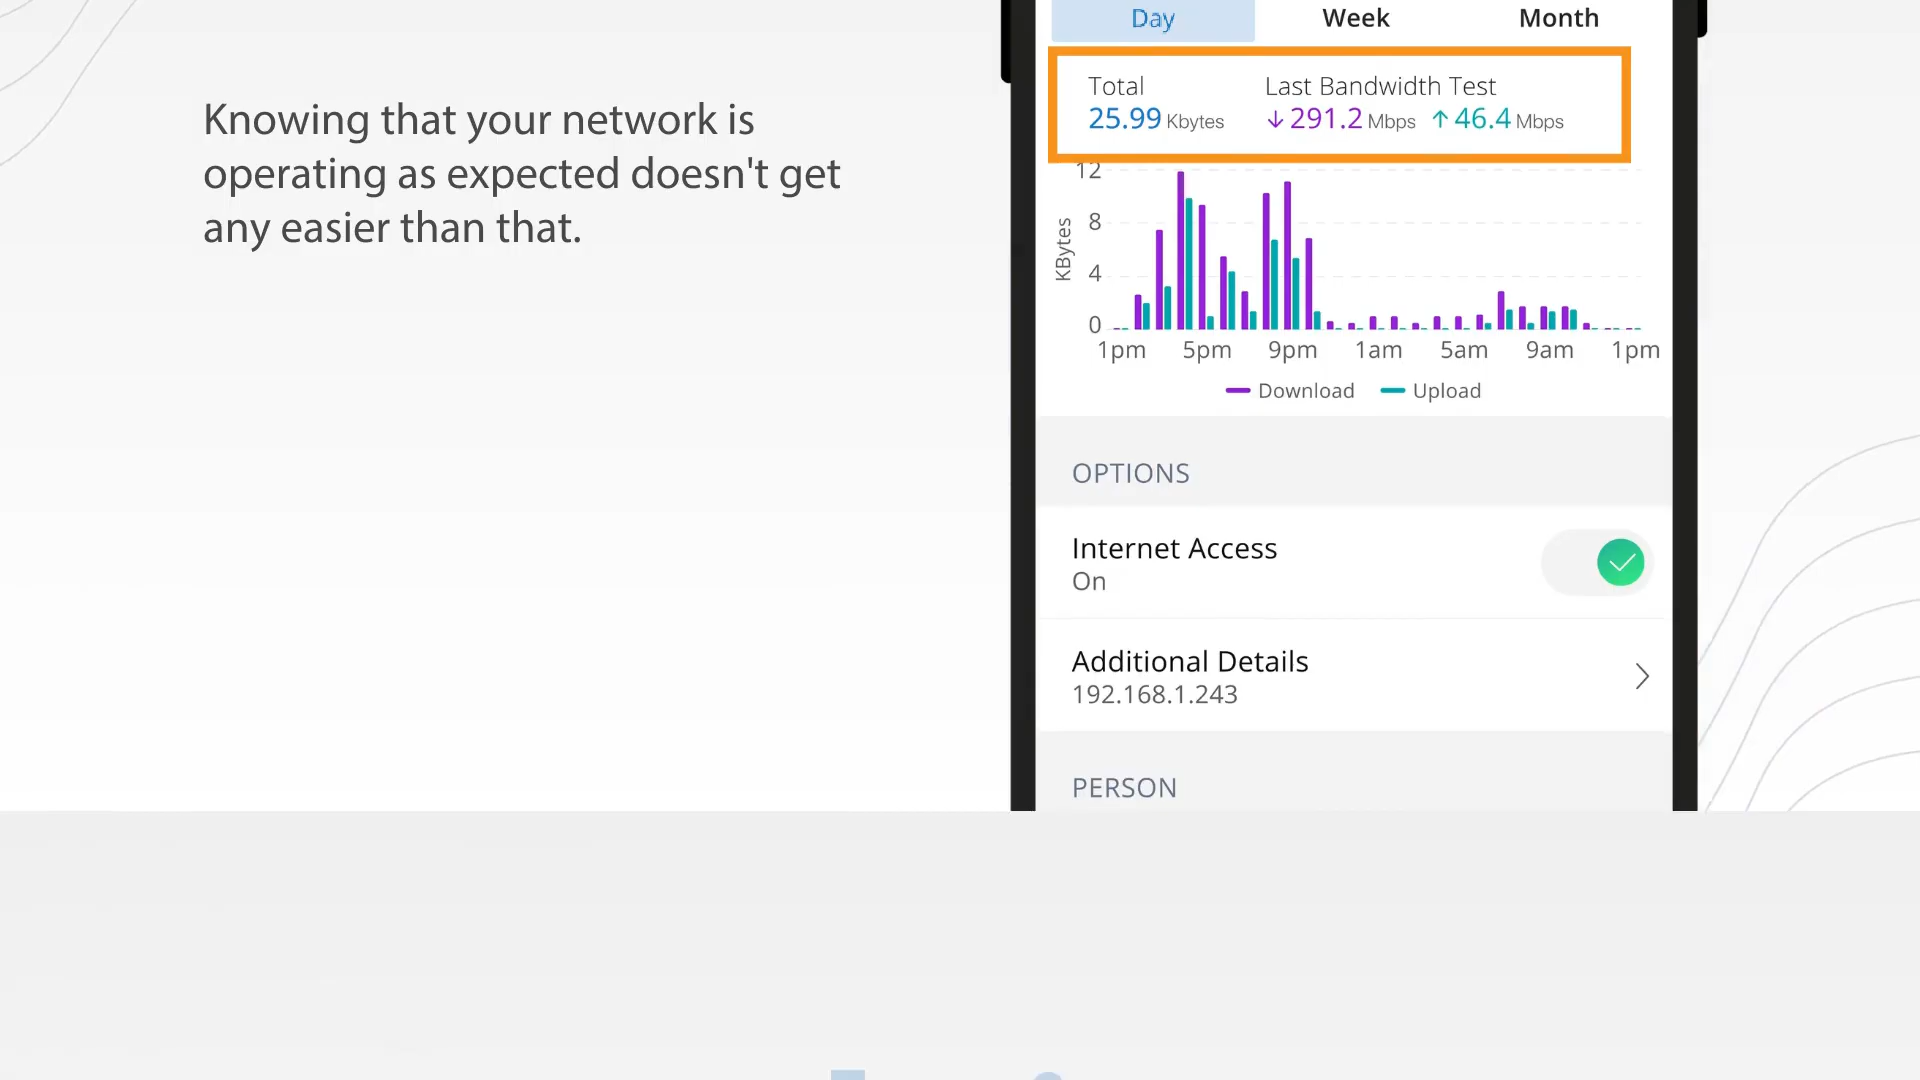 Knowing that your network is
operating as expected doesn't get
any easier than that.
Day Week Month
Total Last Bandwidth Test
25.99 Kbytes ↓ 291.2 Mbps ↑ 46.4 Mbps
12
8
4
0
KBytes
1pm 5pm 9pm 1am 5am 9am 1pm
Download Upload
OPTIONS
Internet Access
On
Additional Details
192.168.1.243
PERSON